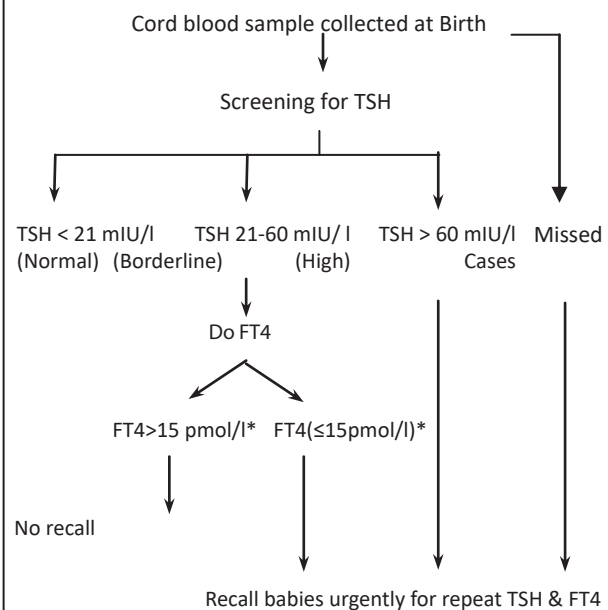 Cord blood sample collected at Birth
Screening for TSH
TSH < 21 mIU/l TSH 21-60 mIU/ l TSH > 60 mIU/l Missed
(Normal) (Borderline) (High) Cases
Do FT4
FT4>15 pmol/l* FT4(≤15pmol/l)*
No recall
Recall babies urgently for repeat TSH & FT4